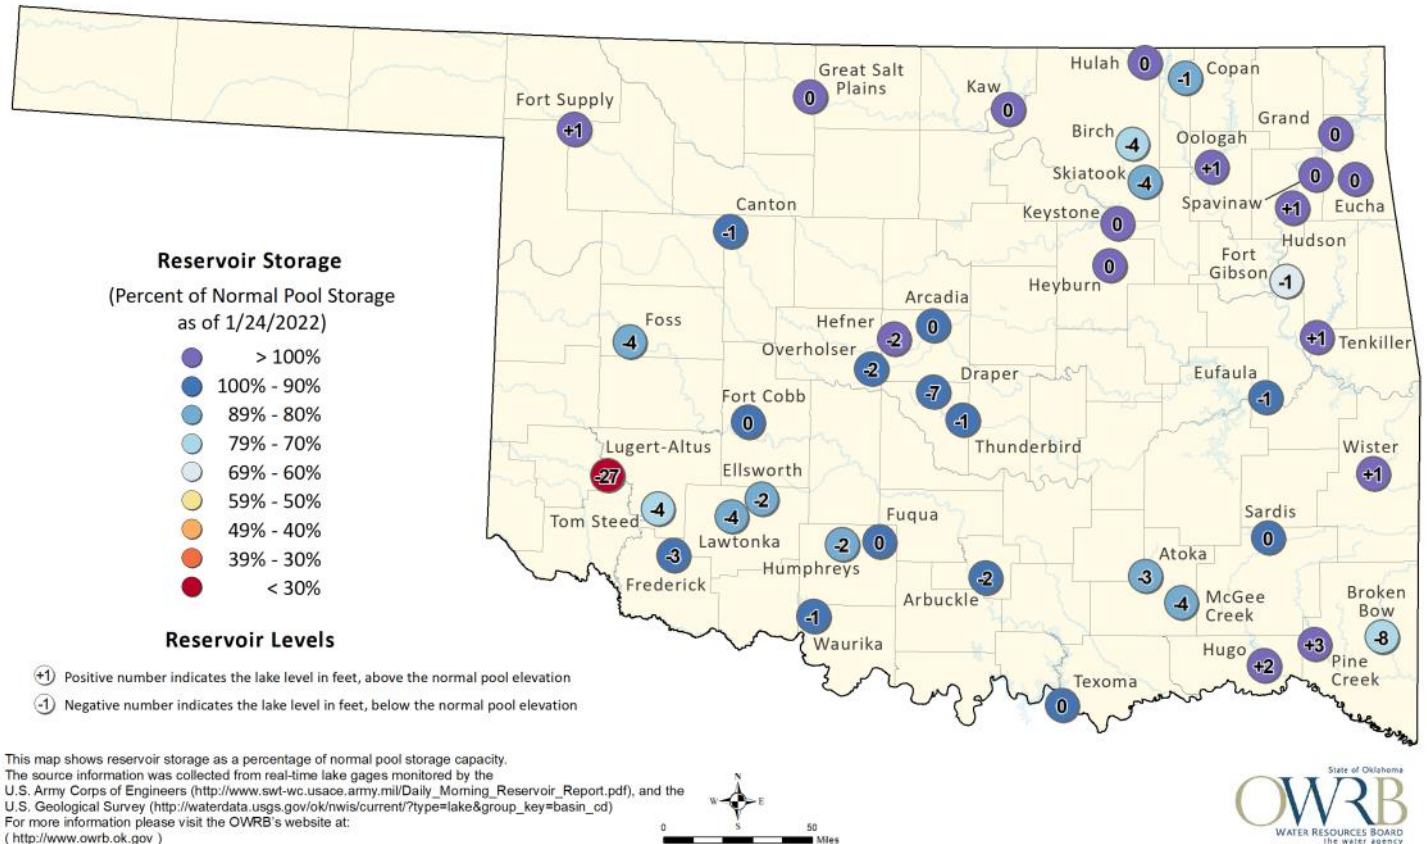 Hulah
0
-1
Copan
Great Salt
Plains
0
Kaw
0
Fort Supply
+1
Grand
0
Birch
-4
Oologah
+1
Skiatook
-4
0
0
Spavinaw
Eucha
+1
Hudson
Canton
-1
Keystone
0
Heyburn
0
Fort
Gibson
-1
Reservoir Storage
(Percent of Normal Pool Storage
as of 1/24/2022)
> 100%
100% - 90%
89% - 80%
79% - 70%
69% - 60%
59% - 50%
49% - 40%
39% - 30%
< 30%
Arcadia
0
Hefner
-2
Overholser
-2
Foss
-4
+1
Tenkiller
Draper
-7
-1
Thunderbird
Eufaula
-1
Fort Cobb
0
Lugert-Altus
-27
Wister
+1
Ellsworth
-2
Tom Steed
-4
-4
Lawtonka
Fuqua
-2
0
Humphreys
Sardis
0
-3
Frederick
Atoka
-3
-2
Arbuckle
-4
McGee
Creek
Broken
Bow
-8
-1
Waurika
Hugo
+2
+3
Pine
Creek
Texoma
0
Reservoir Levels
+1 Positive number indicates the lake level in feet, above the normal pool elevation
-1 Negative number indicates the lake level in feet, below the normal pool elevation
This map shows reservoir storage as a percentage of normal pool storage capacity.
The source information was collected from real-time lake gages monitored by the
U.S. Army Corps of Engineers (http://www.swt-wc.usace.army.mil/Daily_Morning_Reservoir_Report.pdf), and the
U.S. Geological Survey (http://waterdata.usgs.gov/ok/nwis/current/?type=lake&group_key=basin_cd)
For more information please visit the OWRB's website at:
( http://www.owrb.ok.gov )
N
W E
S
0 50
Miles
State of Oklahoma
OWRB
WATER RESOURCES BOARD
the water agency